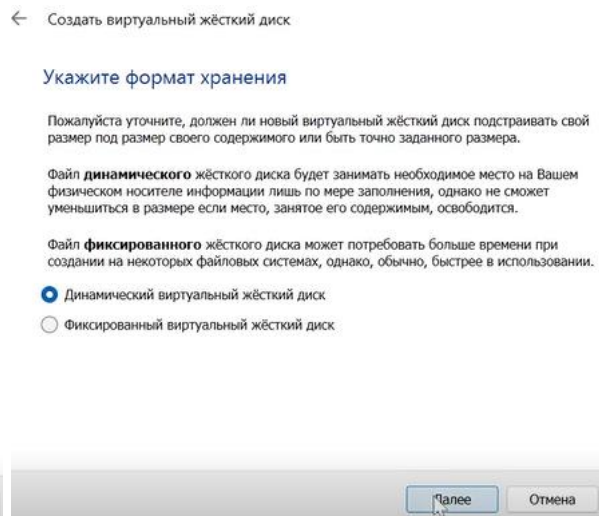 Создать виртуальный жёсткий диск
Укажите формат хранения
Пожалуйста уточните, должен ли новый виртуальный жёсткий диск подстраивать свой
размер под размер своего содержимого или быть точно заданного размера.
Файл динамического жёсткого диска будет занимать необходимое место на Вашем
физическом носителе информации лишь по мере заполнения, однако не сможет
уменьшиться в размере если место, занятое его содержимым, освободится.
Файл фиксированного жёсткого диска может потребовать больше времени при
создании на некоторых файловых системах, однако, обычно, быстрее в использовании.
Динамический виртуальный жёсткий диск
Фиксированный виртуальный жёсткий диск
Далее Отмена